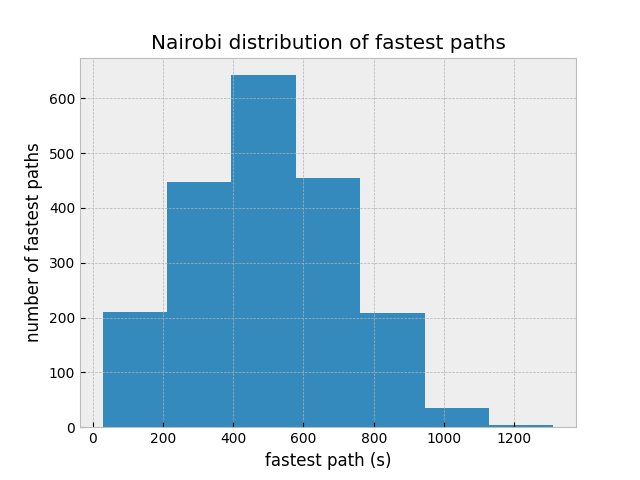 Nairobi distribution of fastest paths
number of fastest paths
600
500
400
300
200
100
0
0 200 400 600 800 1000 1200
fastest path (s)